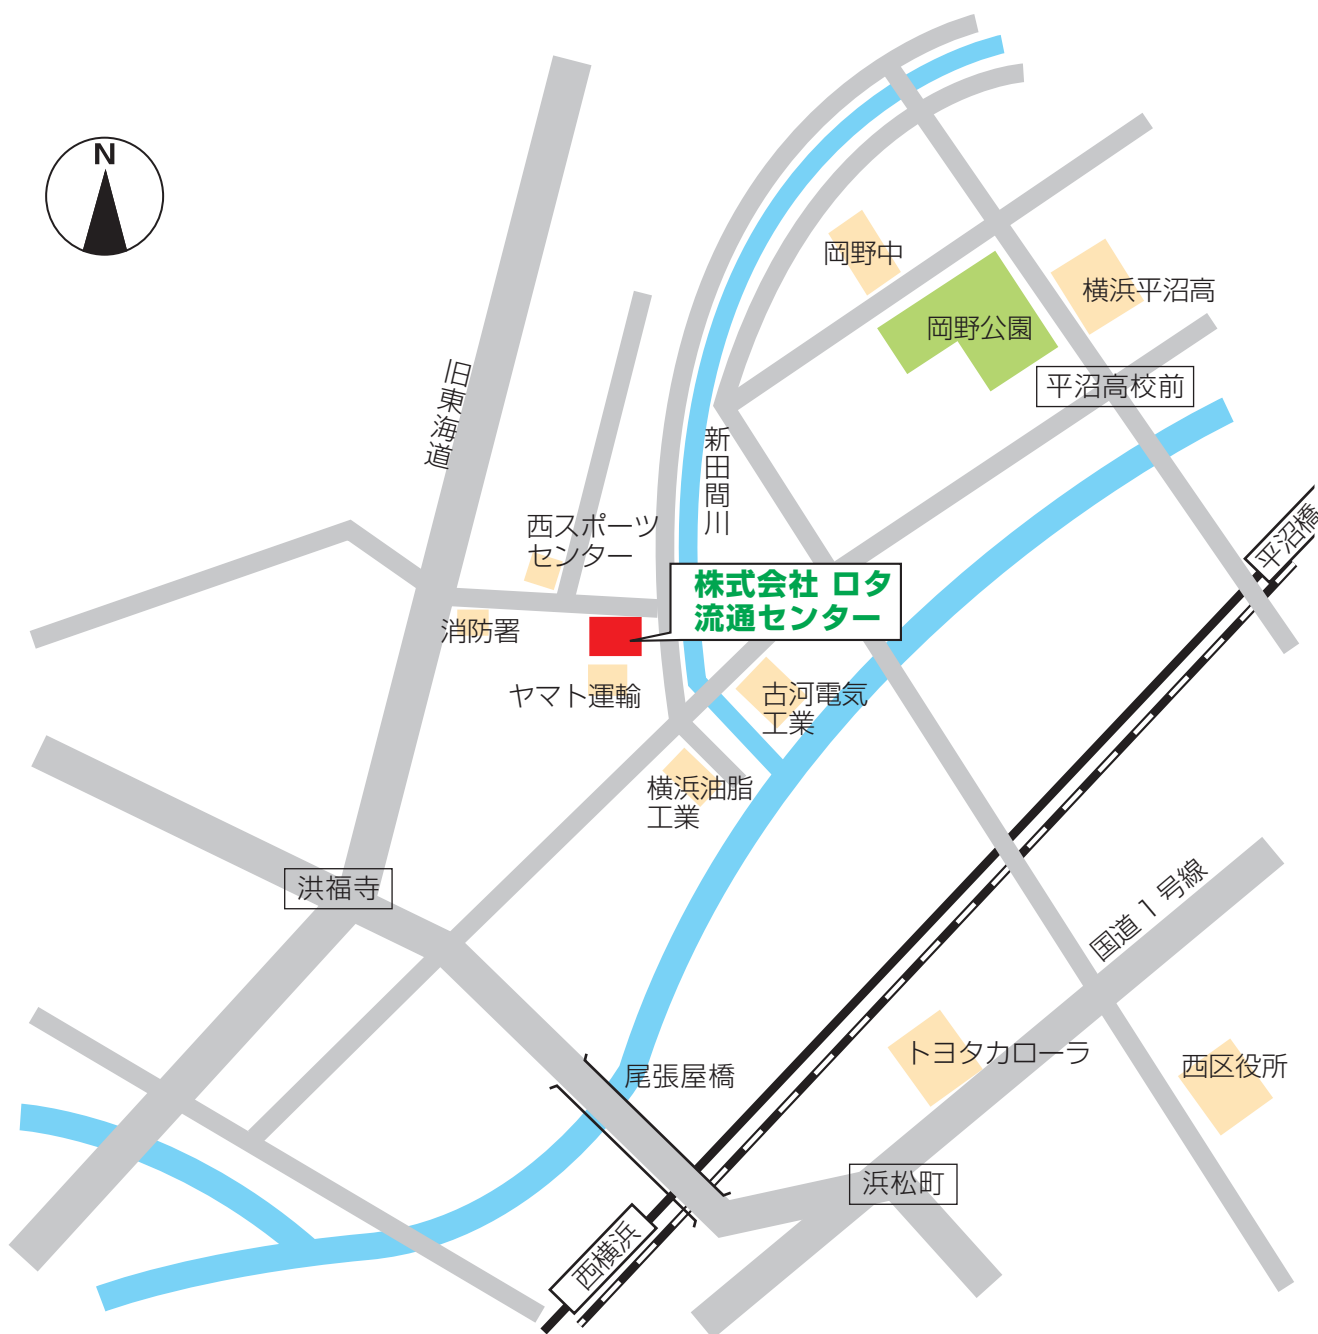 N
岡野中
横浜平沼高
岡野公園
平沼高校前
旧東海道
新田間川
西スポーツ
センター
平沼橋
株式会社 ロタ
流通センター
消防署
ヤマト運輸
古河電気
工業
横浜油脂
工業
洪福寺
国道1号線
尾張屋橋
トヨタカローラ
西区役所
浜松町
西横浜